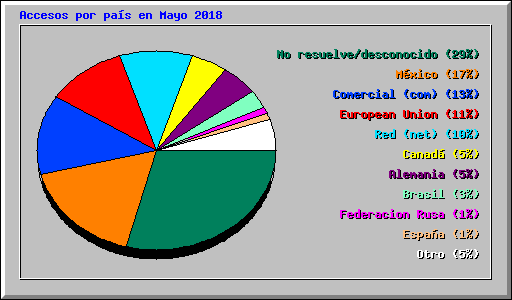 Accesos por país en Mayo 2018
No resuelve/desconocido (29%)
México (17%)
Comercial (com) (13%)
European Union (11%)
Red (net) (10%)
Canadá (5%)
Alemania (5%)
Brasil (3%)
Federacion Rusa (1%)
España (1%)
Otro (5%)